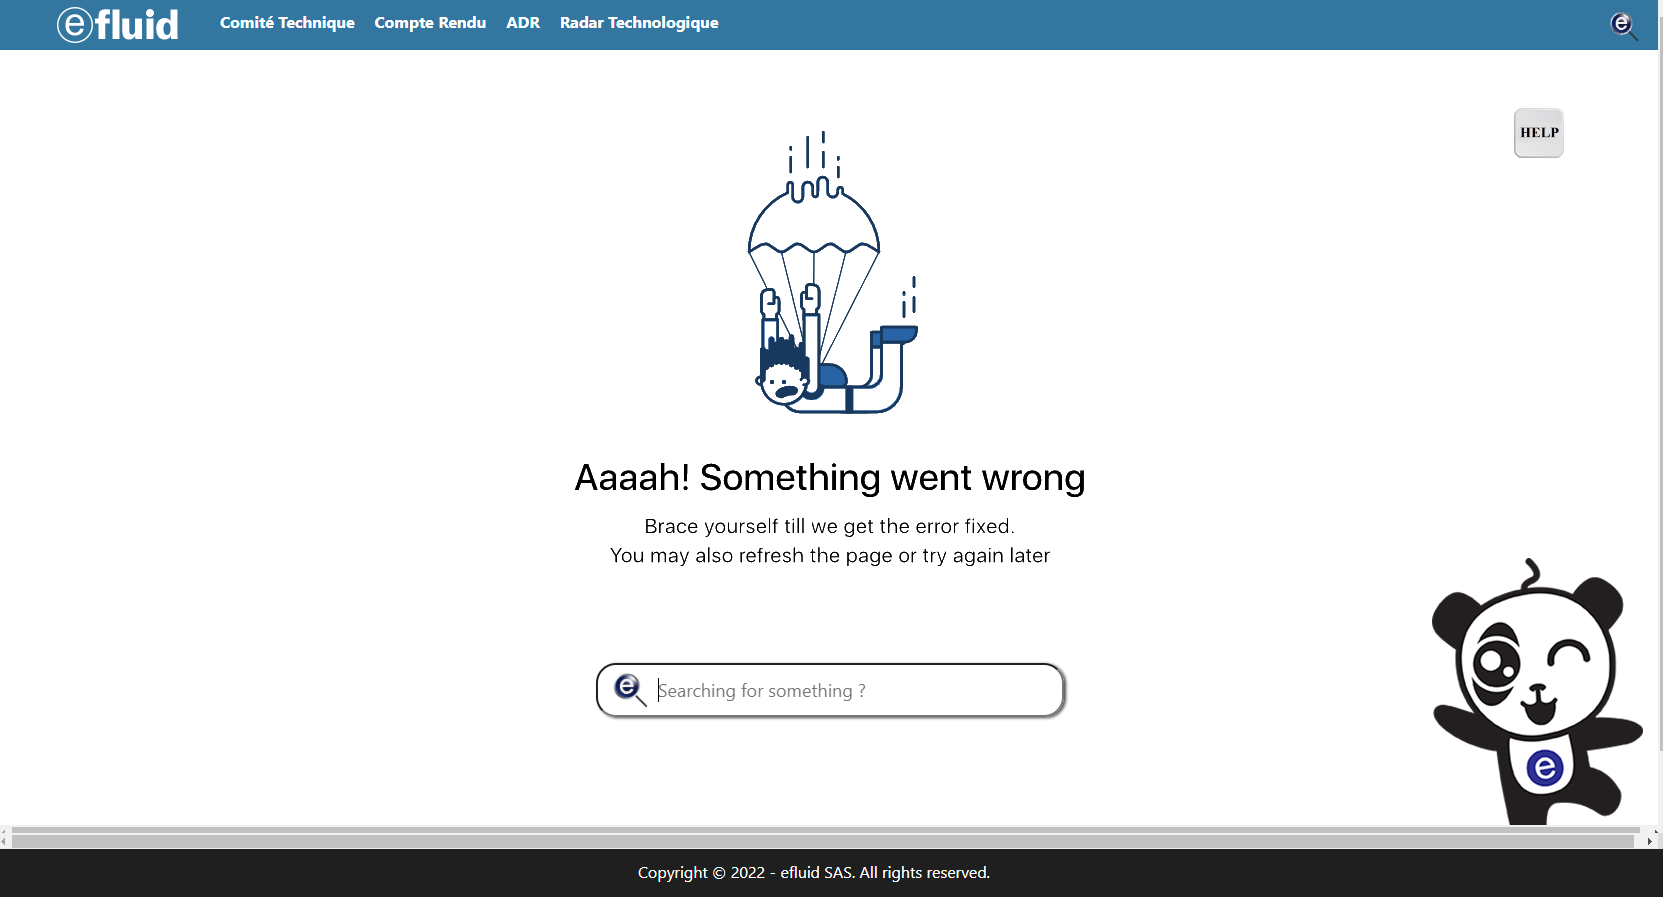 efluid
Comité Technique
Compte Rendu
ADR
Radar Technologique
e
HELP
Aaaah! Something went wrong
Brace yourself till we get the error fixed.
You may also refresh the page or try again later
e
Searching for something ?
e
Copyright © 2022 - efluid SAS. All rights reserved.